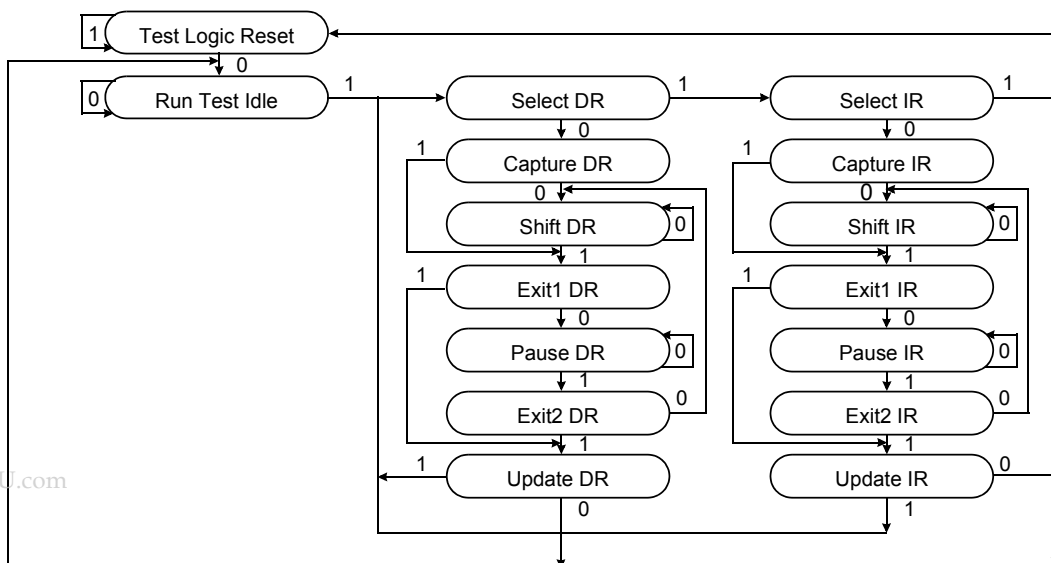 Test Logic Reset
1
0
Run Test Idle
0
1
Select DR
1
Select IR
1
0
0
1
Capture DR
1
Capture IR
0
0
Shift DR
0
Shift IR
0
1
1
1
Exit1 DR
1
Exit1 IR
0
0
Pause DR
0
Pause IR
0
1
1
Exit2 DR
0
Exit2 IR
0
1
1
1
Update DR
Update IR
0
0
1
U.com